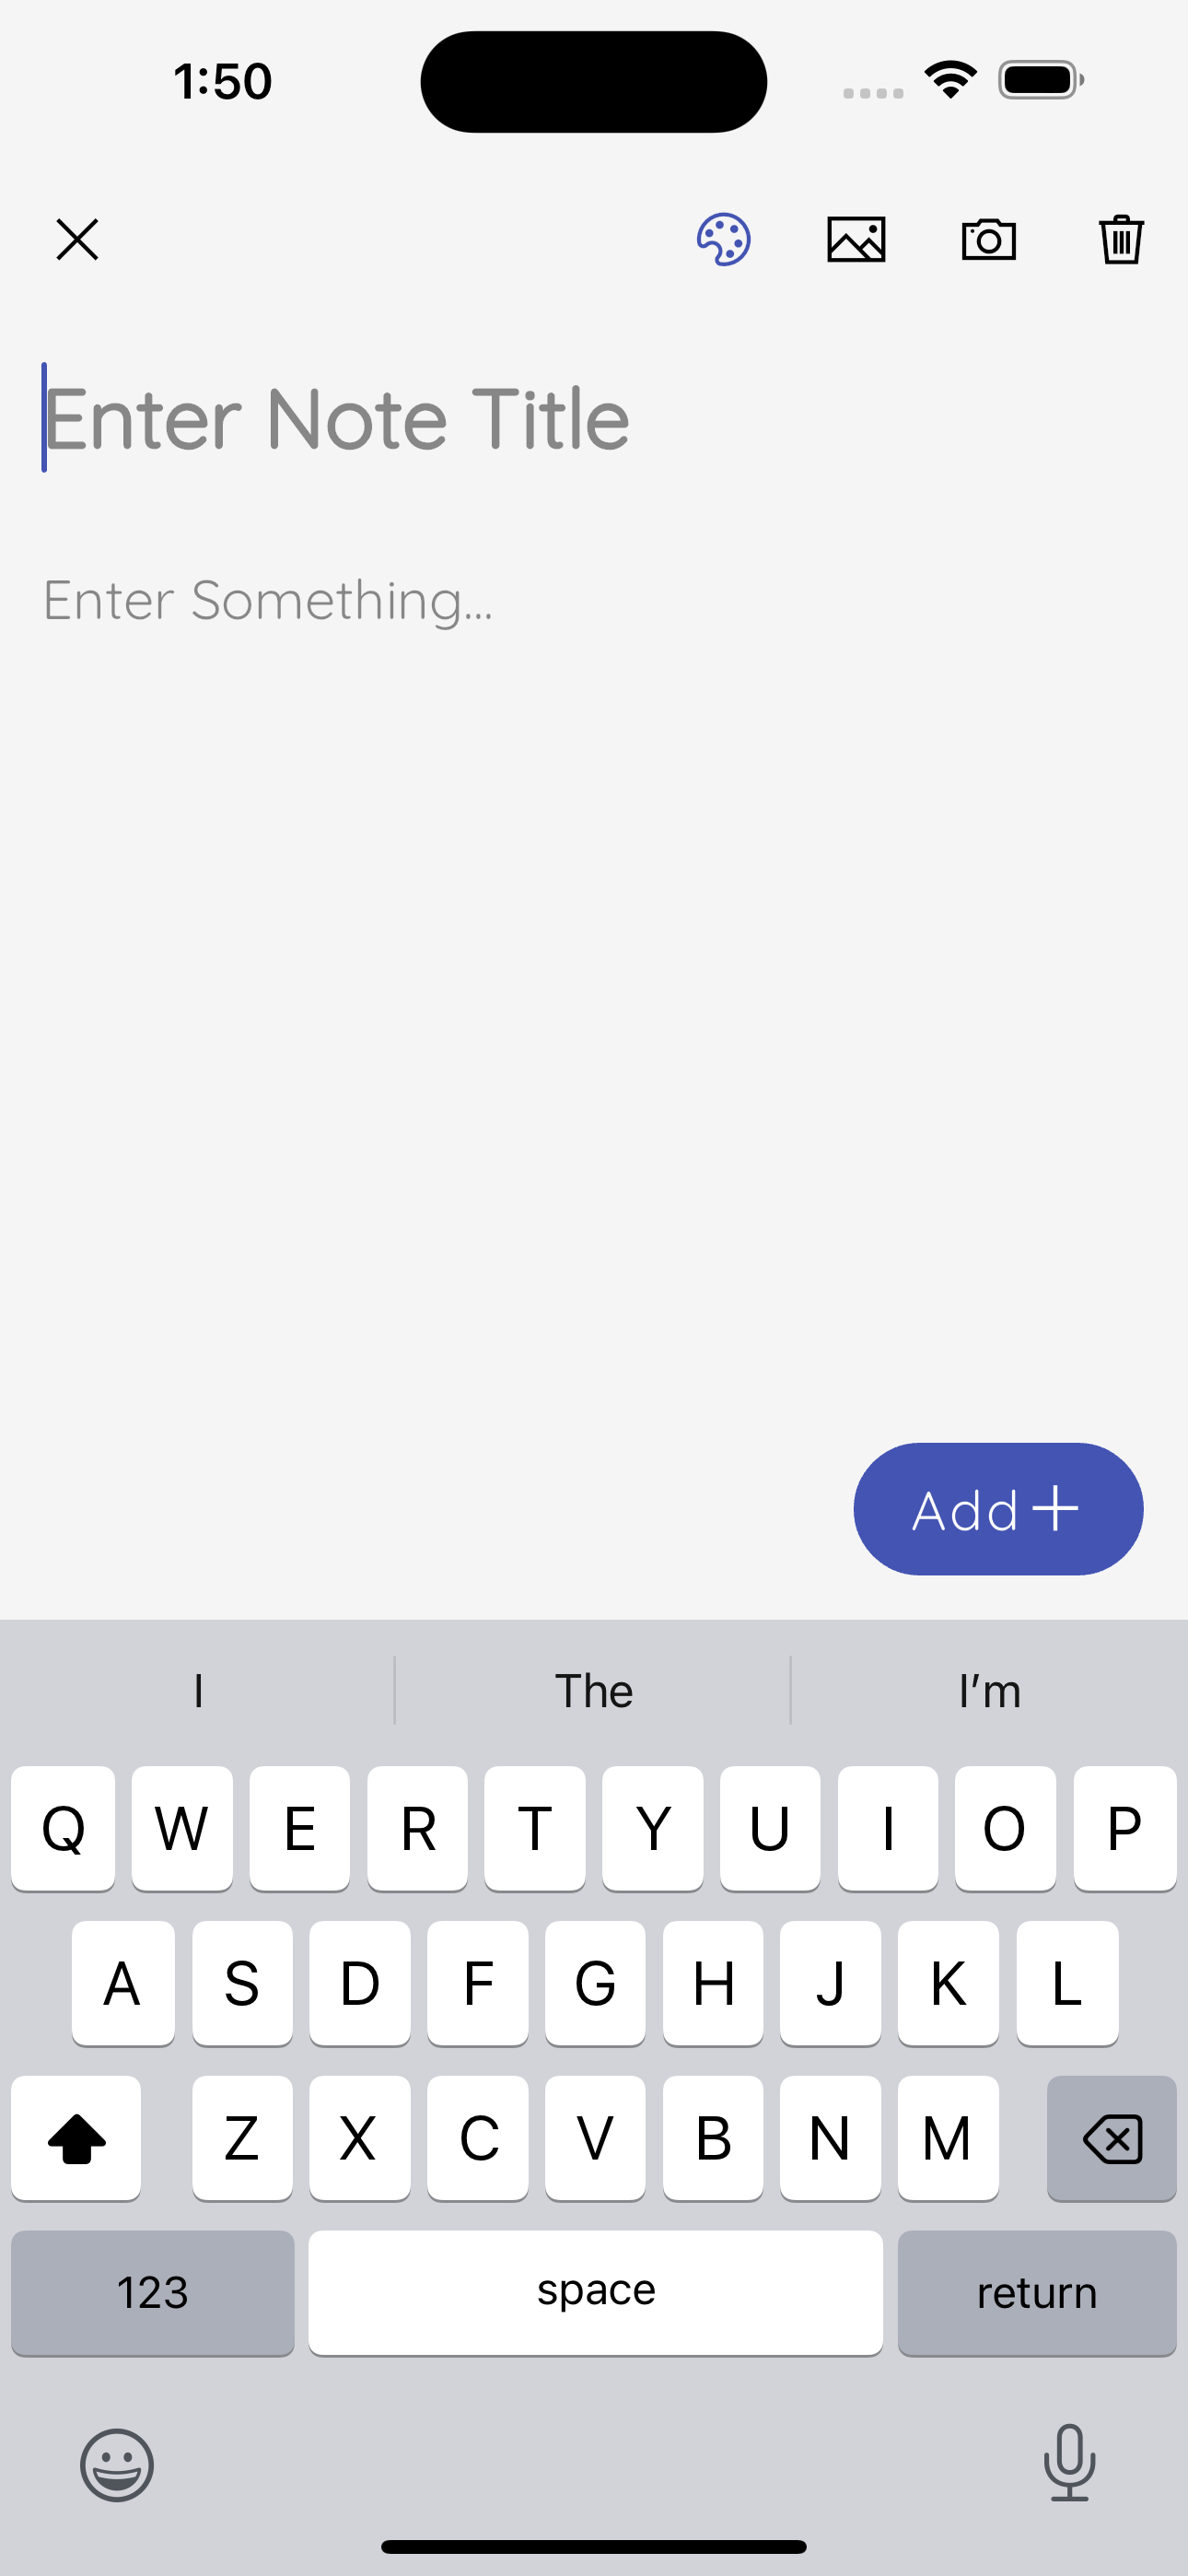 1:50
Enter Note Title
Enter Something...
Add+
I The I’m
Q W E R T Y U I O P
A S D F G H J K L
Z X C V B N M
123 space return